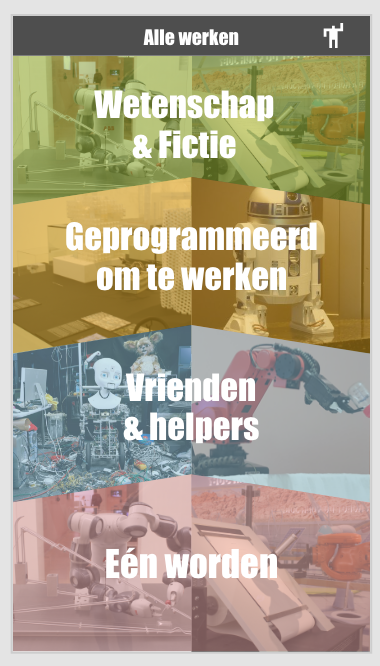 Alle werken
Wetenschap
& Fictie
Geprogrammeerd
om te werken
Vrienden
& helpers
Eén worden